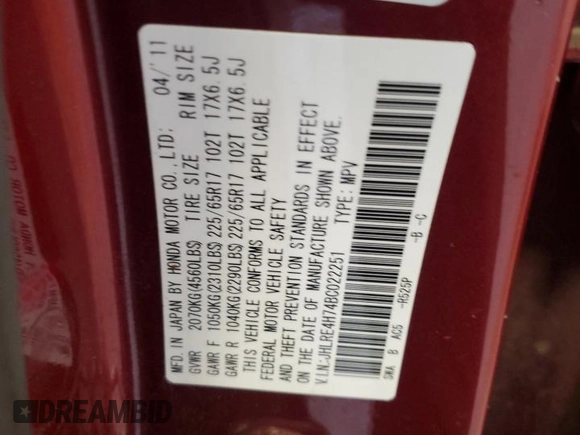 MFD. IN JAPAN BY HONDA MOTOR CO., LTD: 04/'11
GVWR 2070KG(4560LBS) TIRE SIZE RIM SIZE
GAWR F 1050KG(2310LBS) 225/65R17 102T 17X6.5J
GAWR R 1040KG(2290LBS) 225/65R17 102T 17X6.5J
THIS VEHICLE CONFORMS TO ALL APPLICABLE
FEDERAL MOTOR VEHICLE SAFETY
AND THEFT PREVENTION STANDARDS IN EFFECT
ON THE DATE OF MANUFACTURE SHOWN ABOVE.
V.I.N:JHLRE4H74BC022251 TYPE: MPV
SWA B AC5 -R525P -B -C
DREAMBID